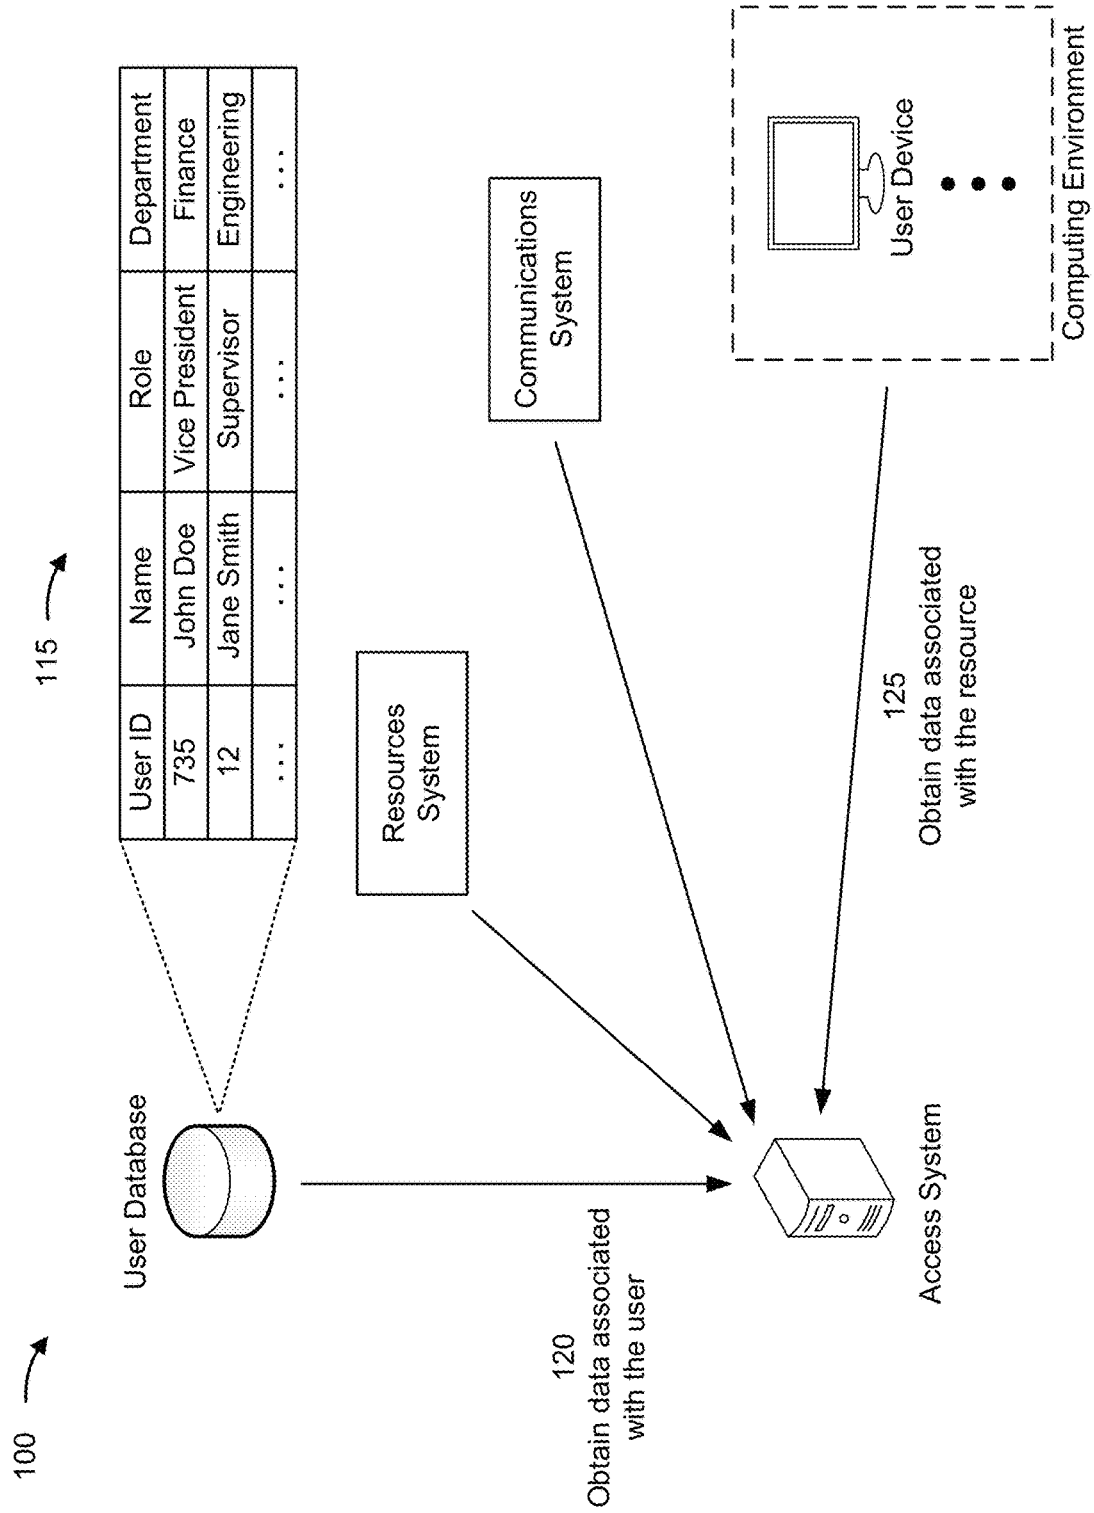 100
115
User Database
User ID Name Role Department
735 John Doe Vice President Finance
12 Jane Smith Supervisor Engineering
... ... ... ...
Resources
System
Communications
System
120
Obtain data associated
with the user
125
Obtain data associated
with the resource
User Device
Computing Environment
Access System